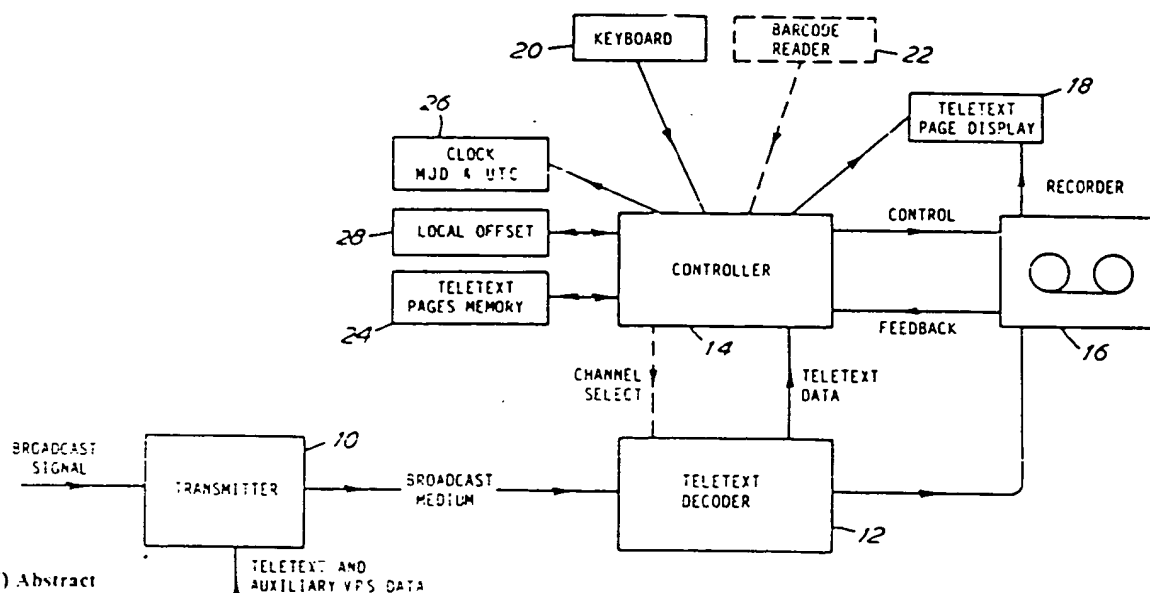 20
KEYBOARD
BARCODE
READER
22
18
TELETEXT
PAGE DISPLAY
26
CLOCK
MJD & UTC
RECORDER
28
LOCAL OFFSET
CONTROL
CONTROLLER
TELETEXT
PAGES MEMORY
24
FEEDBACK
14
16
CHANNEL
SELECT
TELETEXT
DATA
10
BROADCAST
SIGNAL
TRANSMITTER
BROADCAST
MEDIUM
TELETEXT
DECODER
12
TELETEXT AND
AUXILIARY VPS DATA
) Abstract